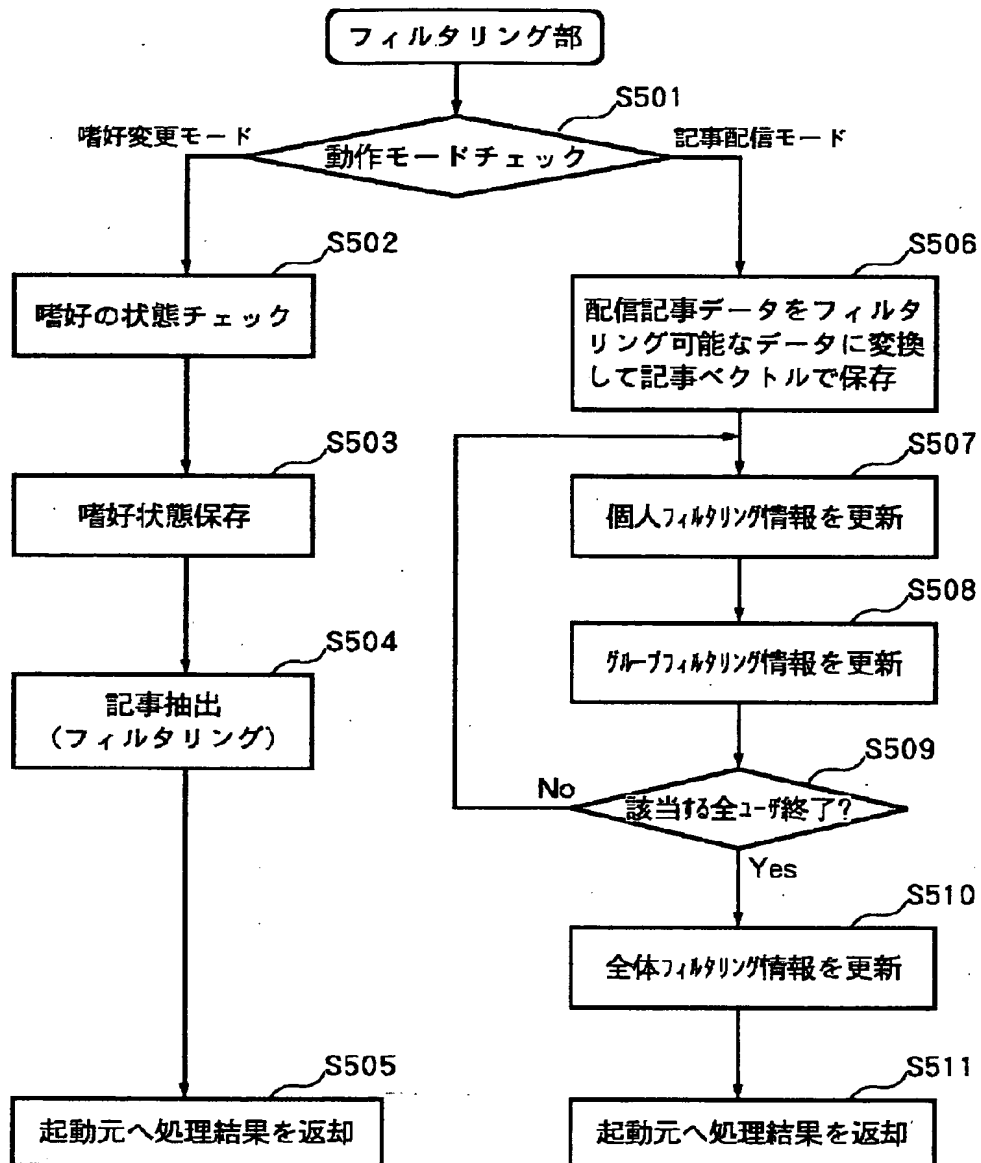 フィルタリング部
S501
嗜好変更モード
動作モードチェック
記事配信モード
S502
嗜好の状態チェック
S503
嗜好状態保存
S504
記事抽出
(フィルタリング)
S505
起動元へ処理結果を返却
S506
配信記事データをフィルタ
リング可能なデータに変換
して記事ベクトルで保存
S507
個人フィルタリング情報を更新
S508
グループフィルタリング情報を更新
S509
該当する全ユーザ終了?
No
Yes
S510
全体フィルタリング情報を更新
S511
起動元へ処理結果を返却